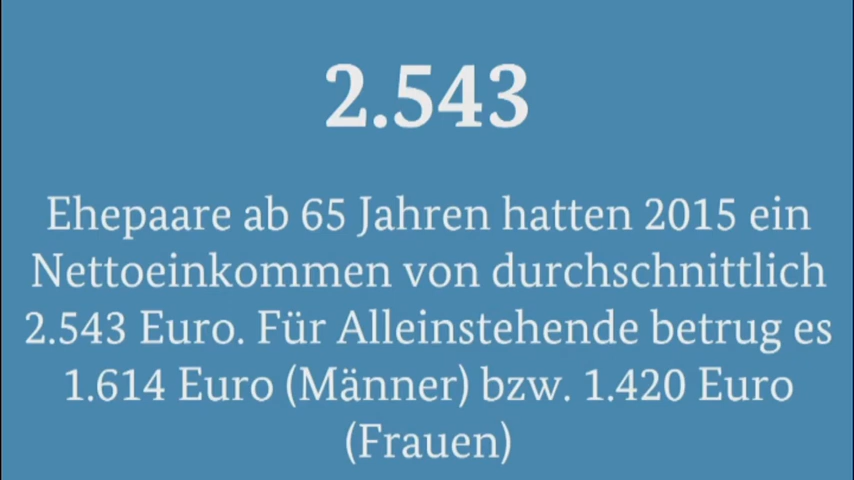 2.543
Ehepaare ab 65 Jahren hatten 2015 ein
Nettoeinkommen von durchschnittlich
2.543 Euro. Für Alleinstehende betrug es
1.614 Euro (Männer) bzw. 1.420 Euro
(Frauen)